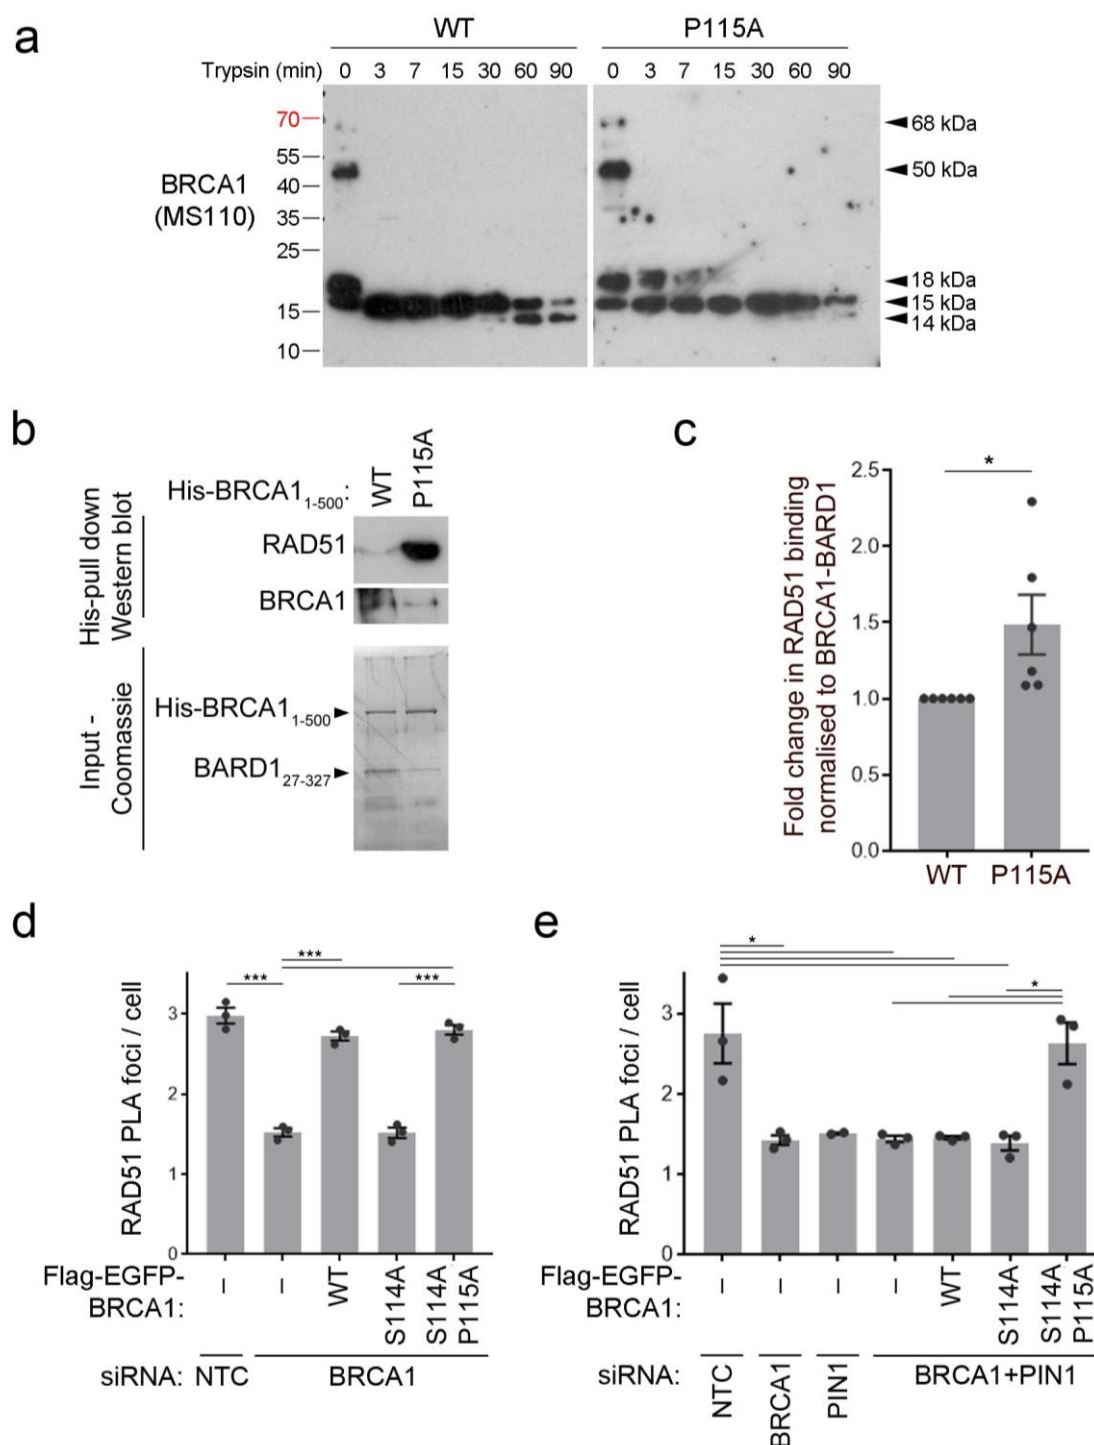 a
WT P115A
Trypsin (min) 0 3 7 15 30 60 90 0 3 7 15 30 60 90
70
55
40
35
25
15
10
BRCA1
(MS110)
68 kDa
50 kDa
18 kDa
15 kDa
14 kDa
b
His-BRCA1 1-500: WT P115A
His-pull down
Western blot
RAD51
BRCA1
Input -
Coomassie
His-BRCA1 1-500
BARD1 27-327
c
Fold change in RAD51 binding
normalised to BRCA1-BARD1
2.5
2.0
1.5
1.0
0.5
0.0
*
WT P115A
d
RAD51 PLA foci / cell
3
2
1
0
***
*** ***
Flag-EGFP-
BRCA1:
– – WT S114A S114A P115A
siRNA: NTC BRCA1
e
RAD51 PLA foci / cell
3
2
1
0
*
*
Flag-EGFP-
BRCA1:
– – – – WT S114A S114A P115A
siRNA: NTC BRCA1 PIN1 BRCA1+PIN1